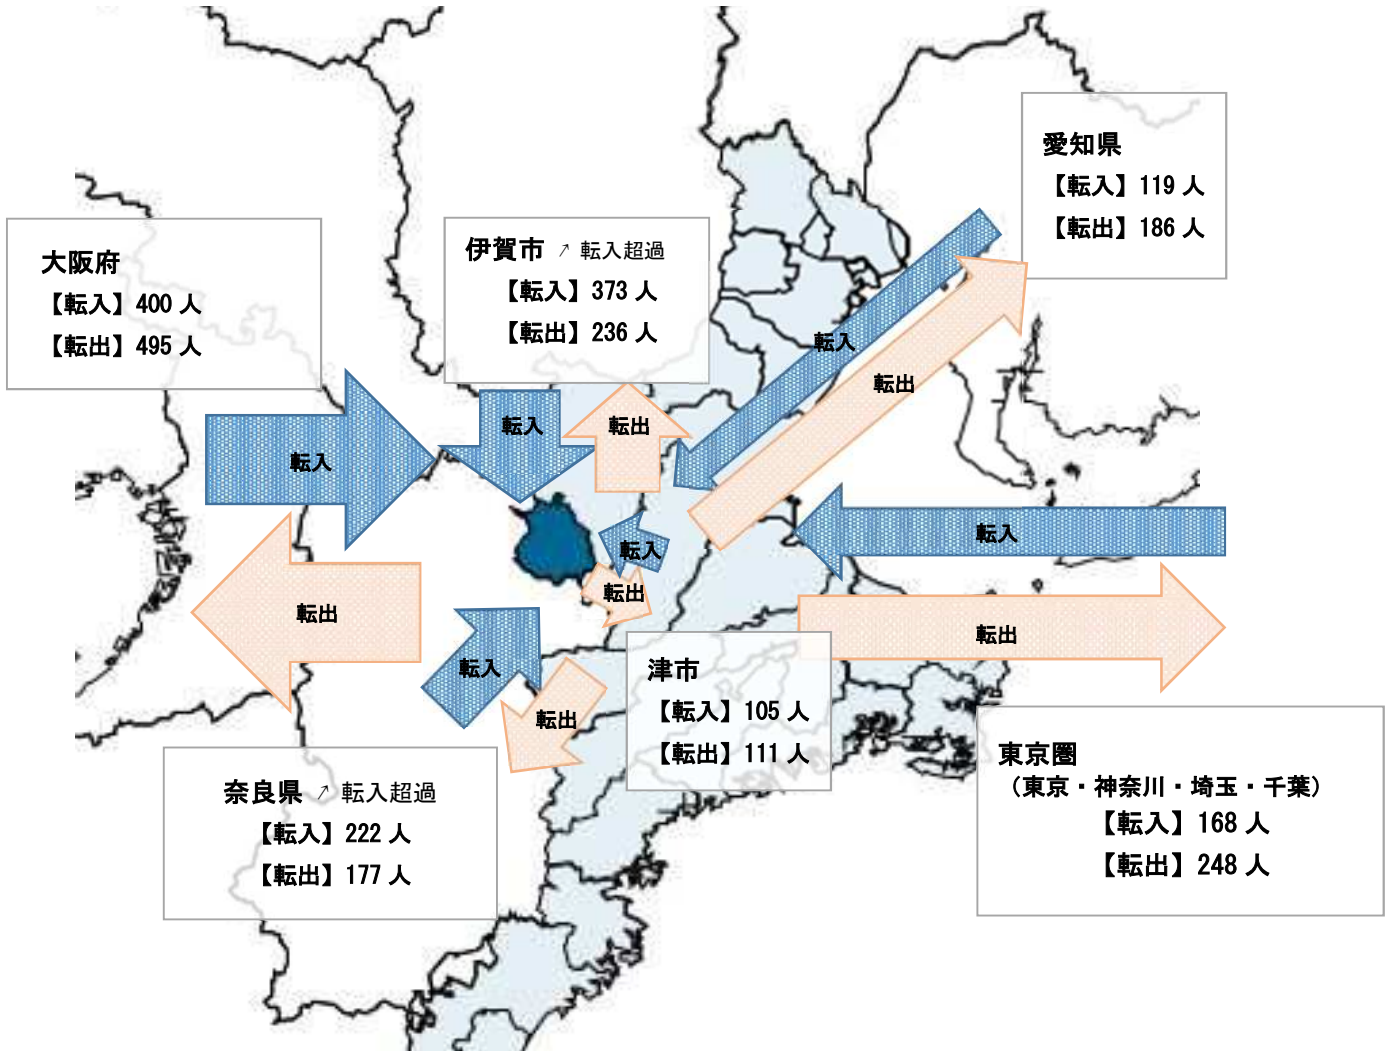 愛知県
【転入】119 人
【転出】186 人
大阪府
【転入】400 人
【転出】495 人
伊賀市 ↗ 転入超過
【転入】373 人
【転出】236 人
転入
転出
転入
転出
転入
転入
転出
転入
転出
転入
転出
転入
転出
津市
【転入】105 人
【転出】111 人
奈良県 ↗ 転入超過
【転入】222 人
【転出】177 人
東京圏
（東京・神奈川・埼玉・千葉）
【転入】168 人
【転出】248 人